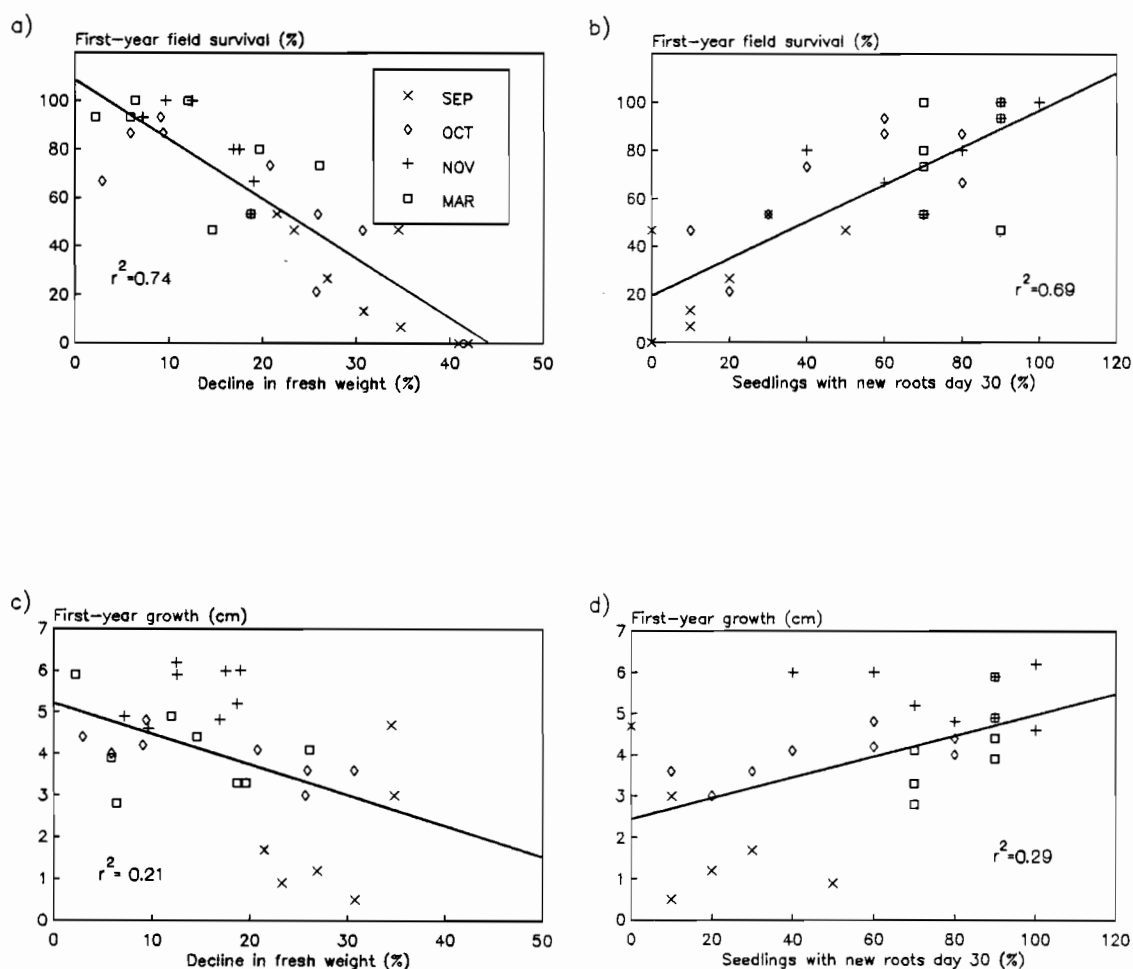 a)
First-year field survival (%)
100
80
60
40
20
0
× SEP
◇ OCT
+ NOV
□ MAR
r²=0.74
0 10 20 30 40 50
Decline in fresh weight (%)
b)
First-year field survival (%)
100
80
60
40
20
0
r²=0.69
0 20 40 60 80 100 120
Seedlings with new roots day 30 (%)
c)
First-year growth (cm)
7
6
5
4
3
2
1
0
r²= 0.21
0 10 20 30 40 50
Decline in fresh weight (%)
d)
First-year growth (cm)
7
6
5
4
3
2
1
0
r²=0.29
0 20 40 60 80 100 120
Seedlings with new roots day 30 (%)